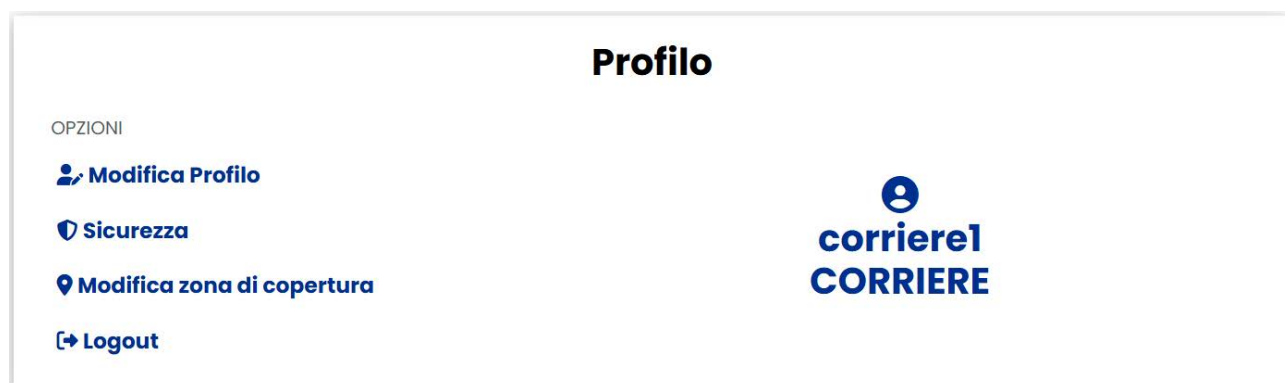 Profilo
OPZIONI
Modifica Profilo
Sicurezza
Modifica zona di copertura
Logout
corriere1
CORRIERE